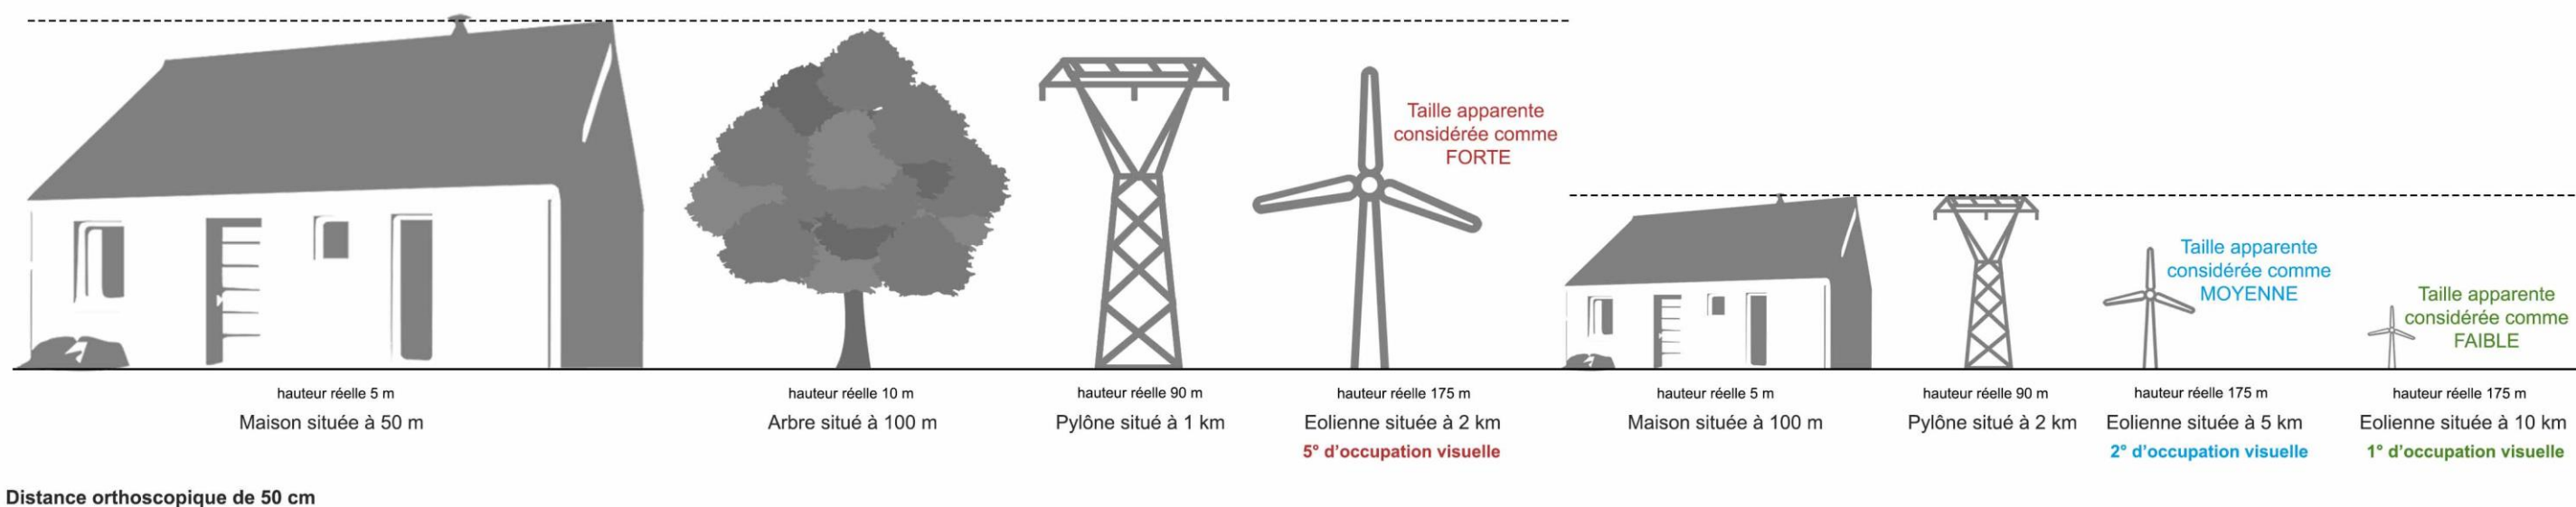 Taille apparente
considérée comme
FORTE
Taille apparente
considérée comme
MOYENNE
Taille apparente
considérée comme
FAIBLE
hauteur réelle 5 m
Maison située à 50 m
hauteur réelle 10 m
Arbre situé à 100 m
hauteur réelle 90 m
Pylône situé à 1 km
hauteur réelle 175 m
Eolienne située à 2 km
5° d’occupation visuelle
hauteur réelle 5 m
Maison située à 100 m
hauteur réelle 90 m
Pylône situé à 2 km
hauteur réelle 175 m
Eolienne située à 5 km
2° d’occupation visuelle
hauteur réelle 175 m
Eolienne située à 10 km
1° d’occupation visuelle
Distance orthoscopique de 50 cm